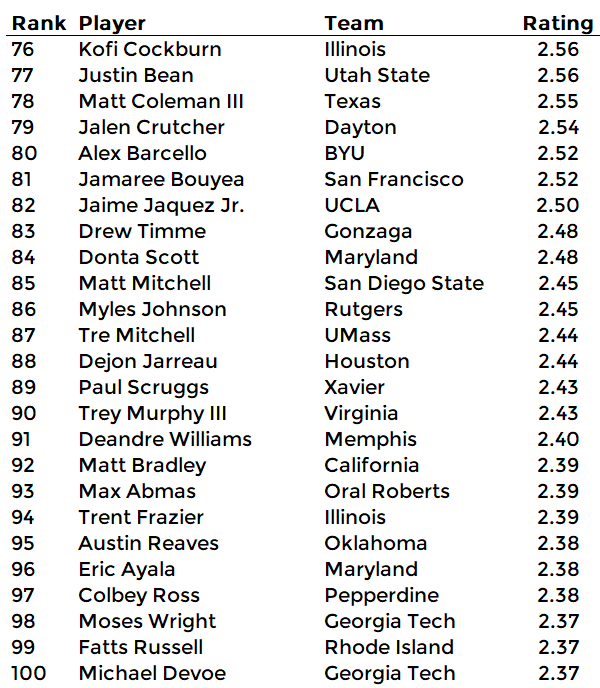 Rank Player Team Rating
76 Kofi Cockburn Illinois 2.56
77 Justin Bean Utah State 2.56
78 Matt Coleman III Texas 2.55
79 Jalen Crutcher Dayton 2.54
80 Alex Barcello BYU 2.52
81 Jamaree Bouyea San Francisco 2.52
82 Jaime Jaquez Jr. UCLA 2.50
83 Drew Timme Gonzaga 2.48
84 Donta Scott Maryland 2.48
85 Matt Mitchell San Diego State 2.45
86 Myles Johnson Rutgers 2.45
87 Tre Mitchell UMass 2.44
88 Dejon Jarreau Houston 2.44
89 Paul Scruggs Xavier 2.43
90 Trey Murphy III Virginia 2.43
91 Deandre Williams Memphis 2.40
92 Matt Bradley California 2.39
93 Max Abmas Oral Roberts 2.39
94 Trent Frazier Illinois 2.39
95 Austin Reaves Oklahoma 2.38
96 Eric Ayala Maryland 2.38
97 Colbey Ross Pepperdine 2.38
98 Moses Wright Georgia Tech 2.37
99 Fatts Russell Rhode Island 2.37
100 Michael Devoe Georgia Tech 2.37